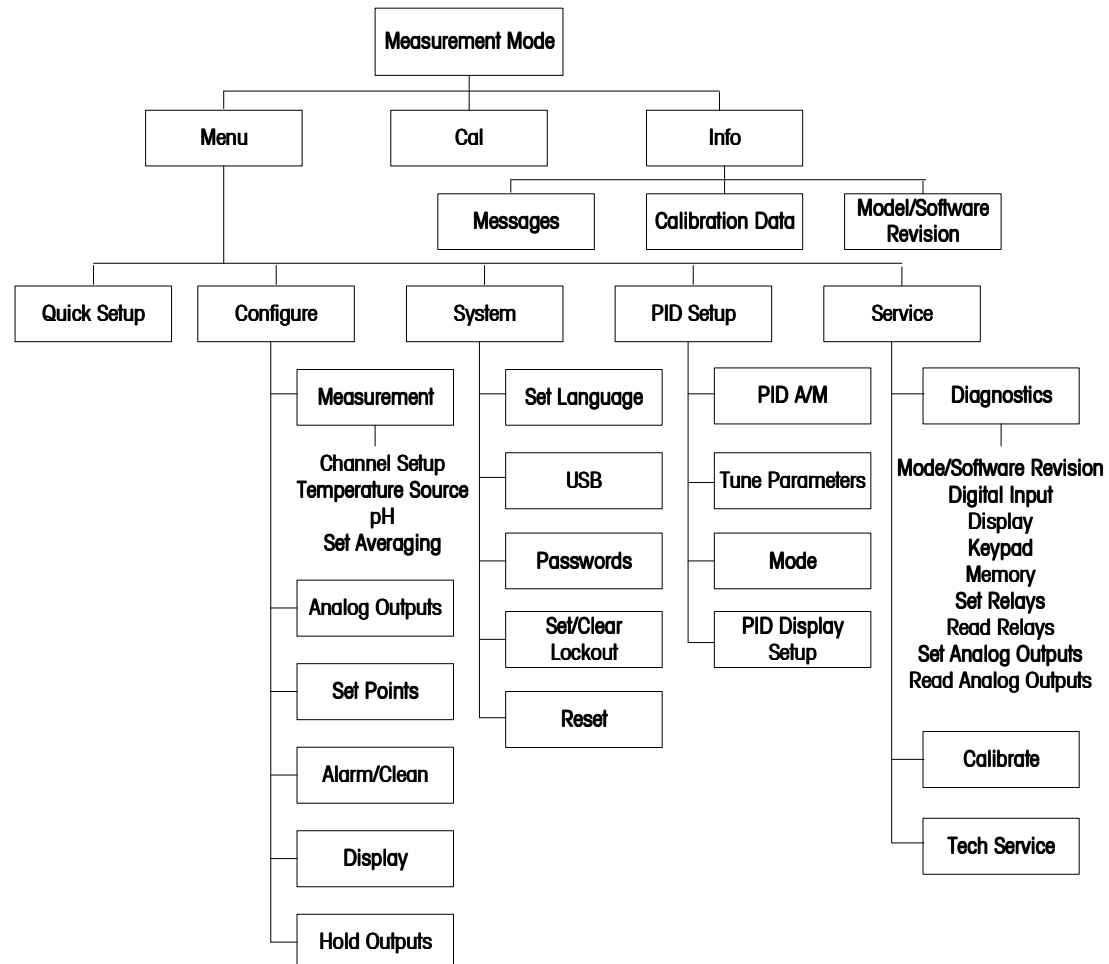 Measurement Mode
Menu
Cal
Info
Messages
Calibration Data
Model/Software
Revision
Quick Setup
Configure
System
PID Setup
Service
Measurement
Channel Setup
Temperature Source
pH
Set Averaging
Analog Outputs
Set Points
Alarm/Clean
Display
Hold Outputs
Set Language
USB
Passwords
Set/Clear
Lockout
Reset
PID A/M
Tune Parameters
Mode
PID Display
Setup
Diagnostics
Mode/Software Revision
Digital Input
Display
Keypad
Memory
Set Relays
Read Relays
Set Analog Outputs
Read Analog Outputs
Calibrate
Tech Service